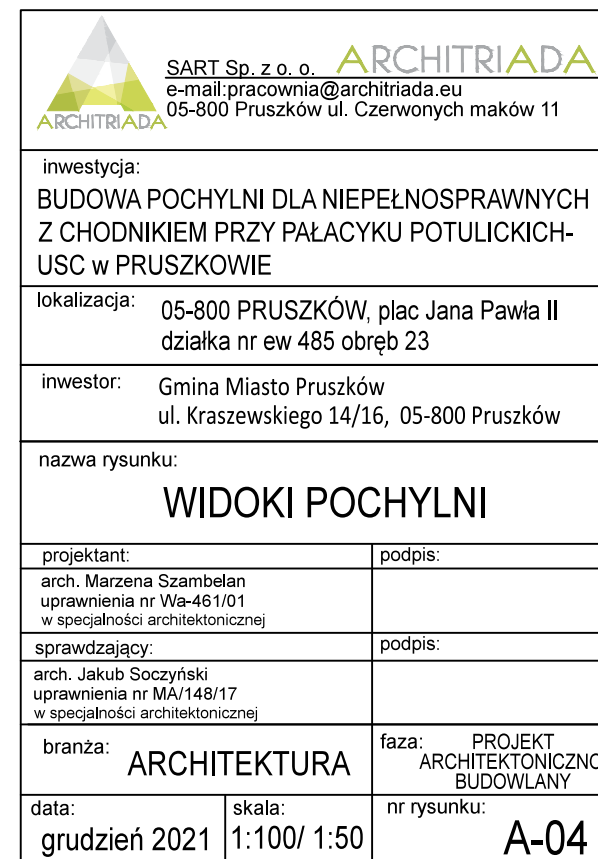 ARCHITRIADA
SART Sp. z o. o. ARCHITRIADA
e-mail:pracownia@architriada.eu
05-800 Pruszków ul. Czerwonych maków 11
inwestycja:
BUDOWA POCHYLNI DLA NIEPEŁNOSPRAWNYCH
Z CHODNIKIEM PRZY PAŁACYKU POTULICKICH-
USC w PRUSZKOWIE
lokalizacja: 05-800 PRUSZKÓW, plac Jana Pawła II
działka nr ew 485 obręb 23
inwestor: Gmina Miasto Pruszków
ul. Kraszewskiego 14/16, 05-800 Pruszków
nazwa rysunku:
WIDOKI POCHYLNI
projektant: podpis:
arch. Marzena Szambelan
uprawnienia nr Wa-461/01
w specjalności architektonicznej
sprawdzający: podpis:
arch. Jakub Soczyński
uprawnienia nr MA/148/17
w specjalności architektonicznej
branża: ARCHITEKTURA
faza: PROJEKT
ARCHITEKTONICZNO
BUDOWLANY
data: skala: nr rysunku:
grudzień 2021 1:100/ 1:50 A-04